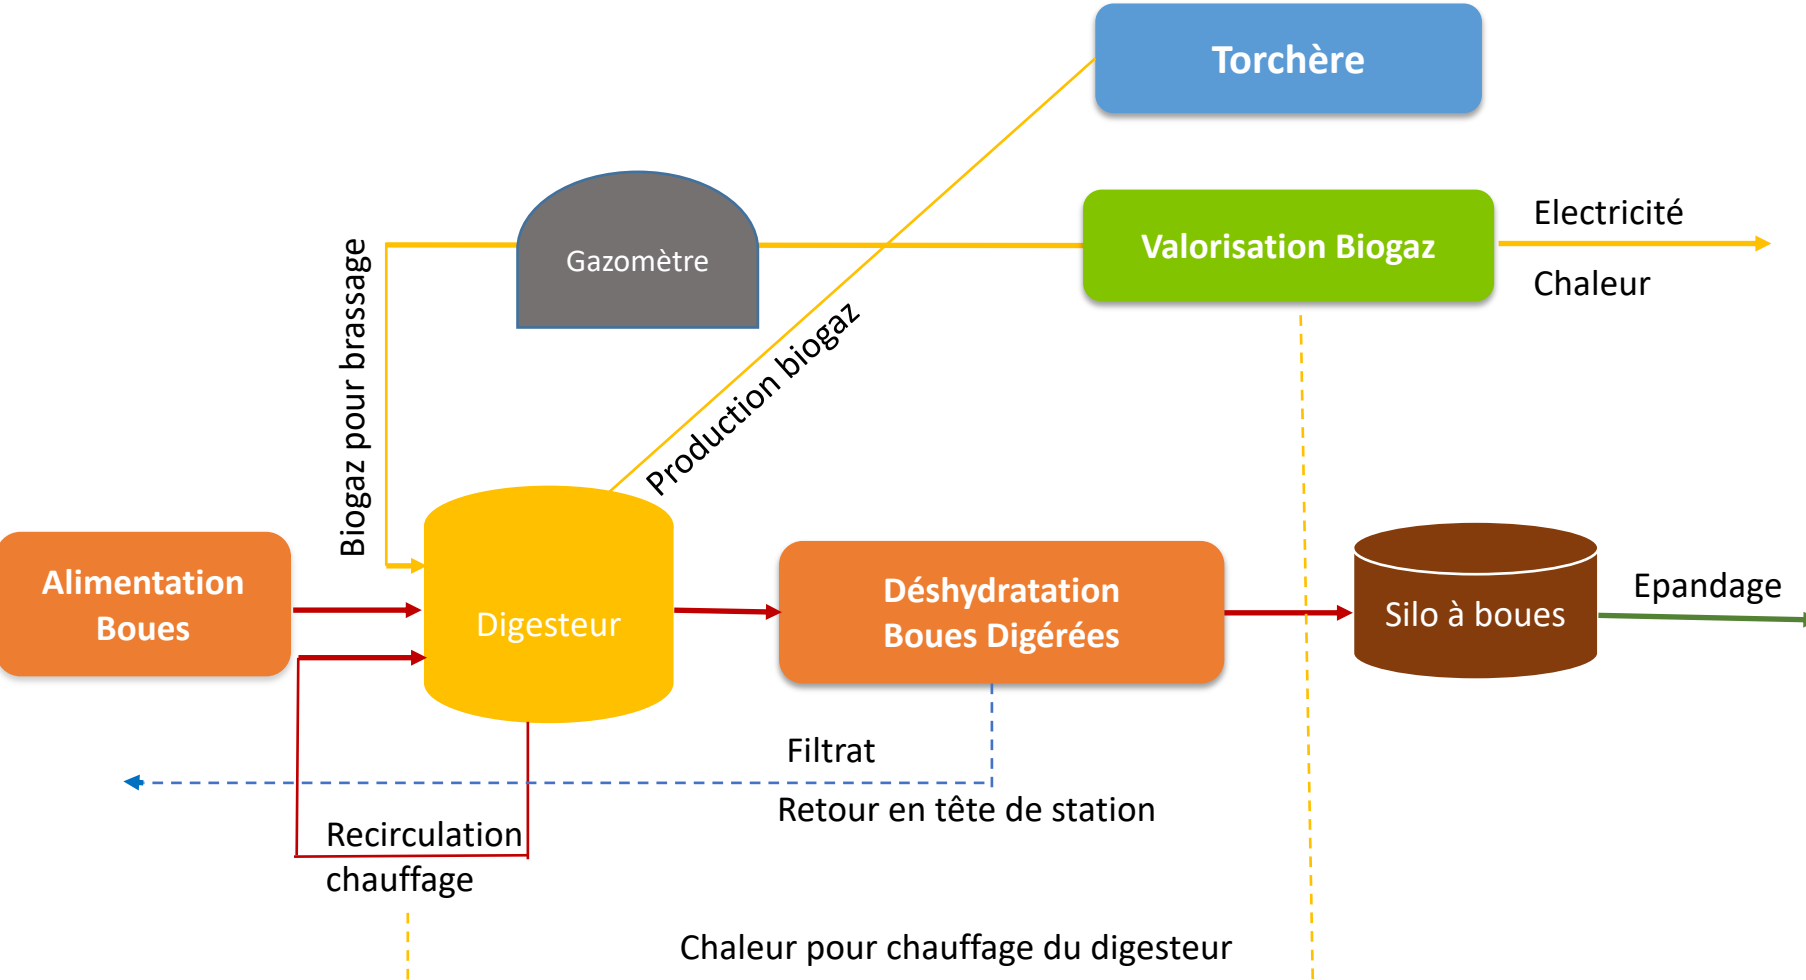 Torchère
Electricité
Valorisation Biogaz
Gazomètre
Chaleur
Biogaz pour brassage
Production biogaz
Alimentation
Boues
Digesteur
Déshydratation
Boues Digérées
Silo à boues
Epandage
Filtrat
Retour en tête de station
Recirculation
chauffage
Chaleur pour chauffage du digesteur